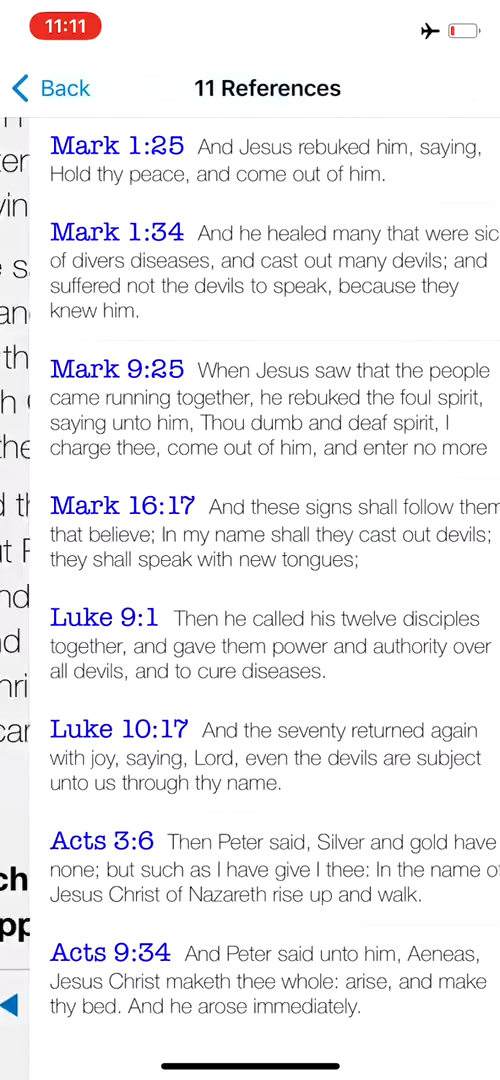 11:11
Back
11 References
Mark 1:25 And Jesus rebuked him, saying,
Hold thy peace, and come out of him.
Mark 1:34 And he healed many that were sic
of divers diseases, and cast out many devils; and
suffered not the devils to speak, because they
knew him.
Mark 9:25 When Jesus saw that the people
came running together, he rebuked the foul spirit,
saying unto him, Thou dumb and deaf spirit, I
charge thee, come out of him, and enter no more
Mark 16:17 And these signs shall follow them
that believe; In my name shall they cast out devils;
they shall speak with new tongues;
Luke 9:1 Then he called his twelve disciples
together, and gave them power and authority over
all devils, and to cure diseases.
Luke 10:17 And the seventy returned again
with joy, saying, Lord, even the devils are subject
unto us through thy name.
Acts 3:6 Then Peter said, Silver and gold have
none; but such as I have give I thee: In the name of
Jesus Christ of Nazareth rise up and walk.
Acts 9:34 And Peter said unto him, Aeneas,
Jesus Christ maketh thee whole: arise, and make
thy bed. And he arose immediately.